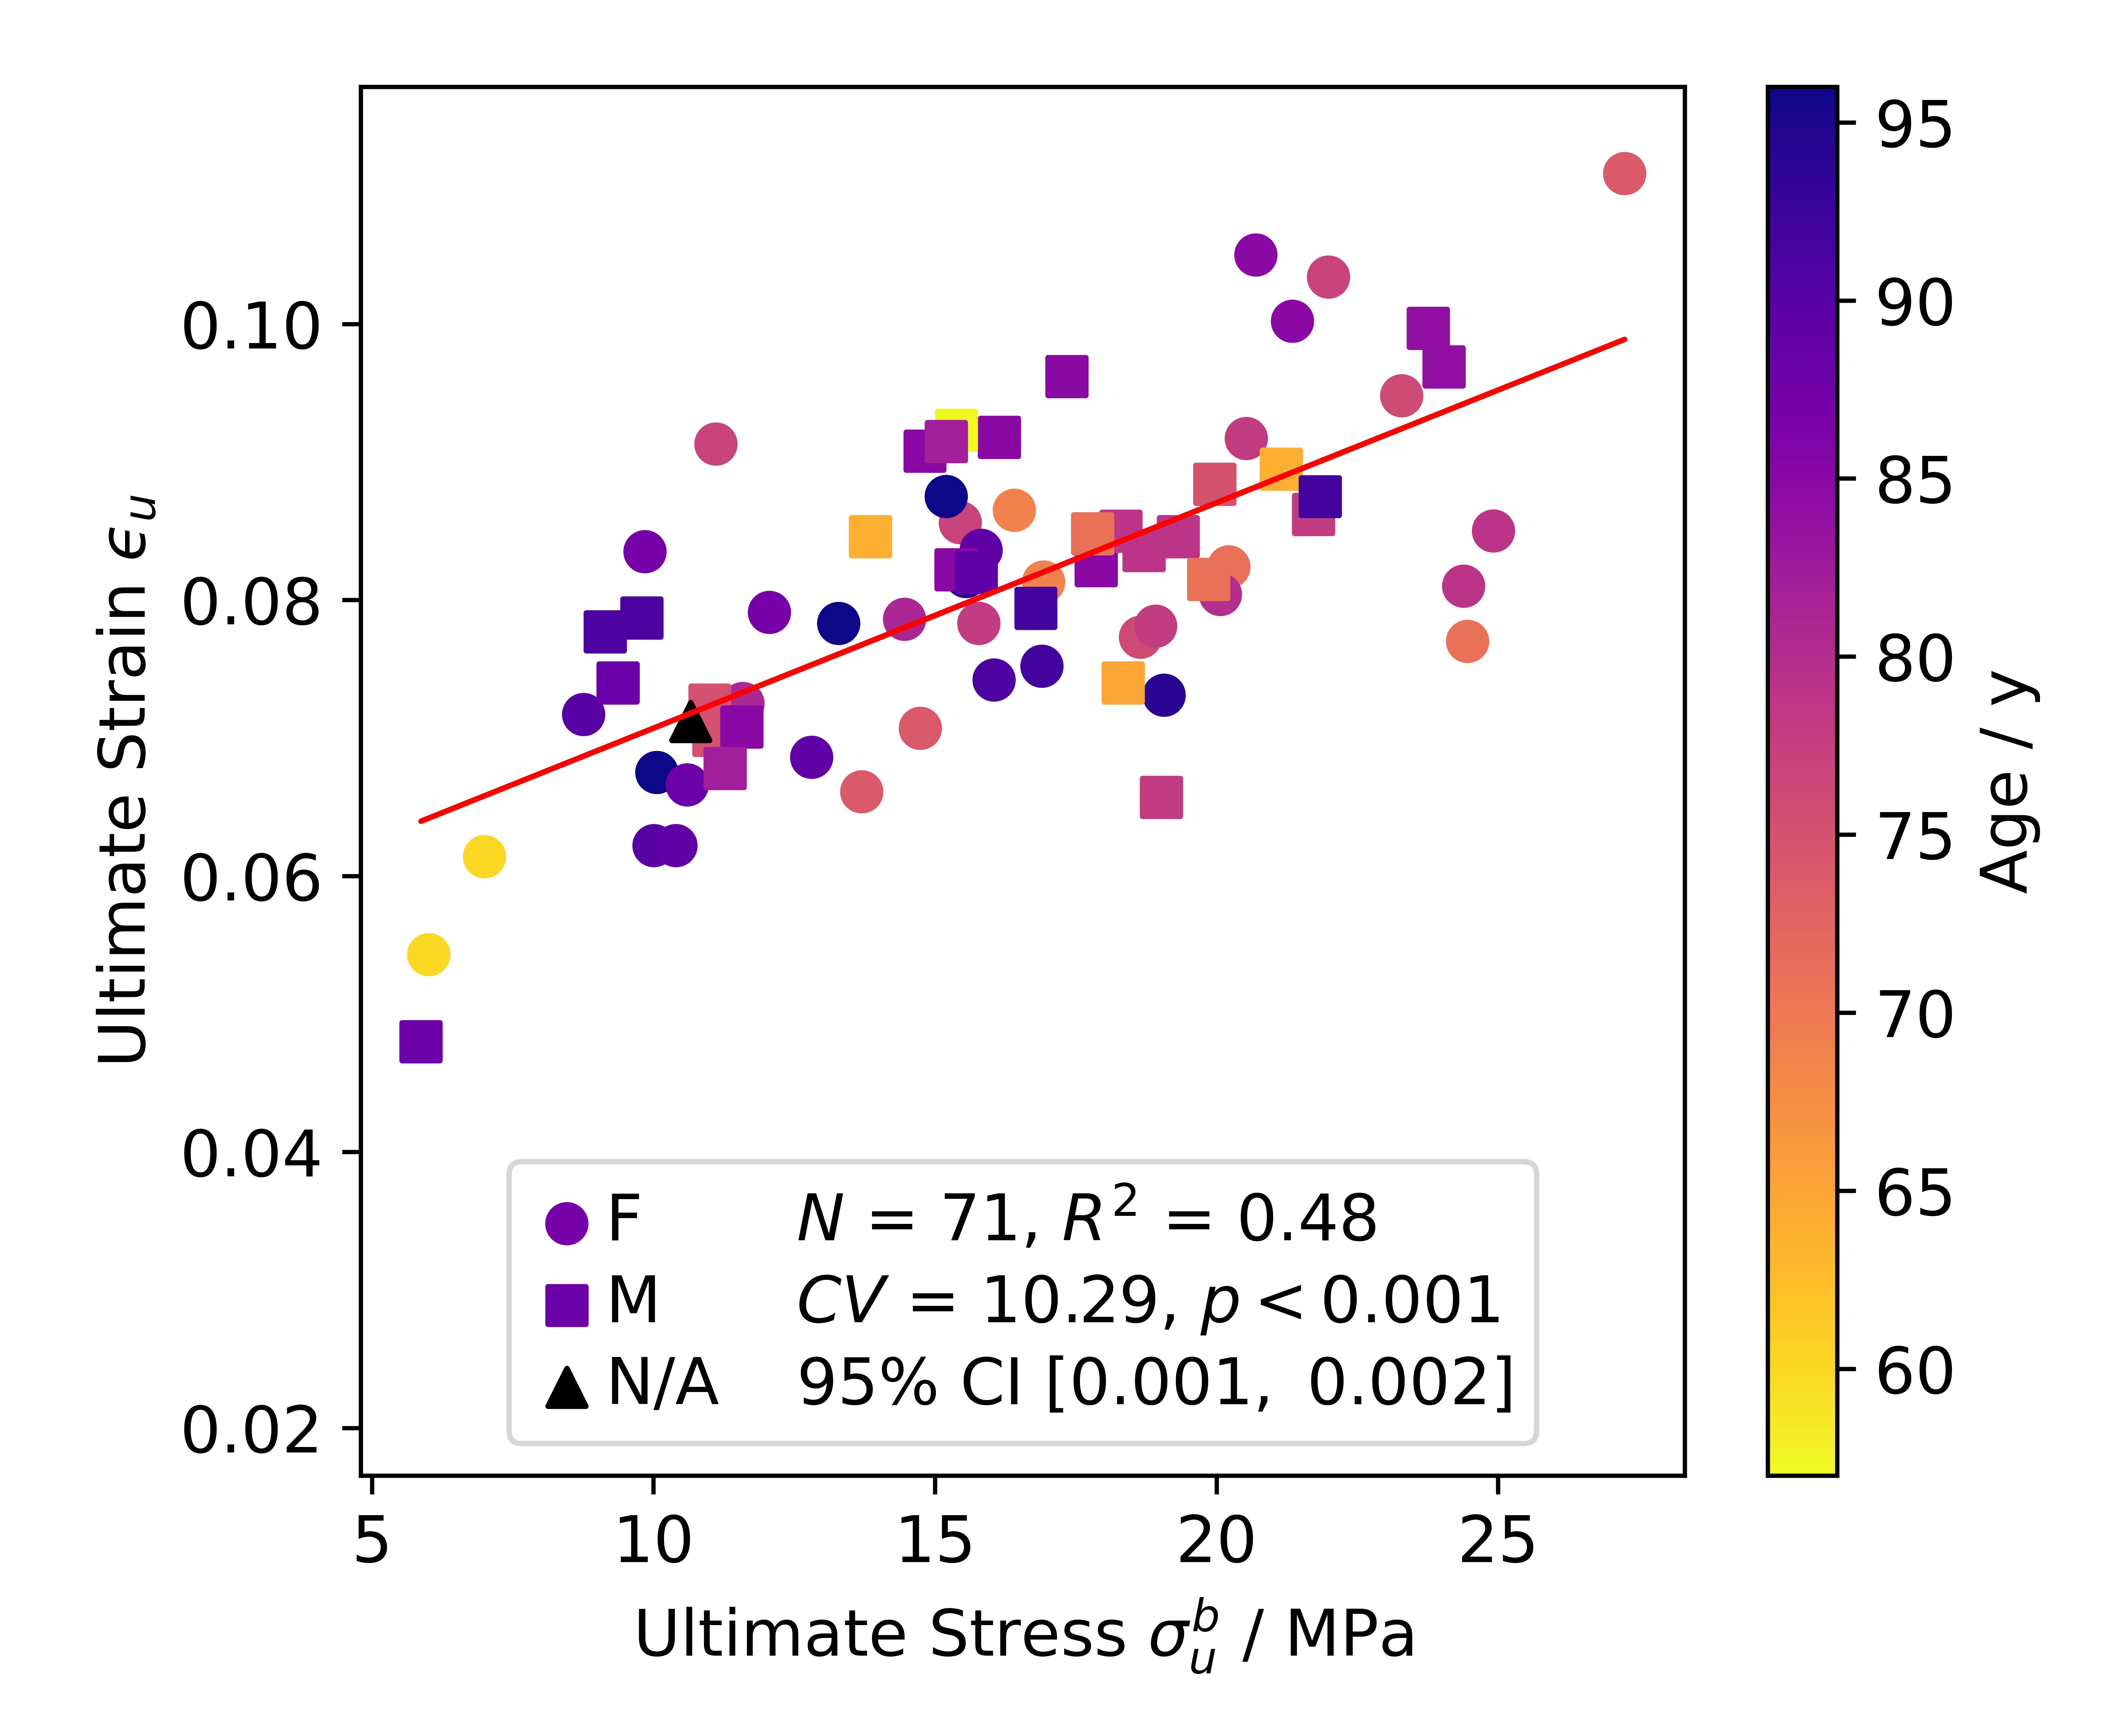 0.10
0.08
0.06
0.04
0.02
Ultimate Strain ϵ_u
F N = 71, R² = 0.48
M CV = 10.29, p < 0.001
N/A 95% CI [0.001, 0.002]
5 10 15 20 25
Ultimate Stress σ_u^b / MPa
95
90
85
80
75
70
65
60
Age / y